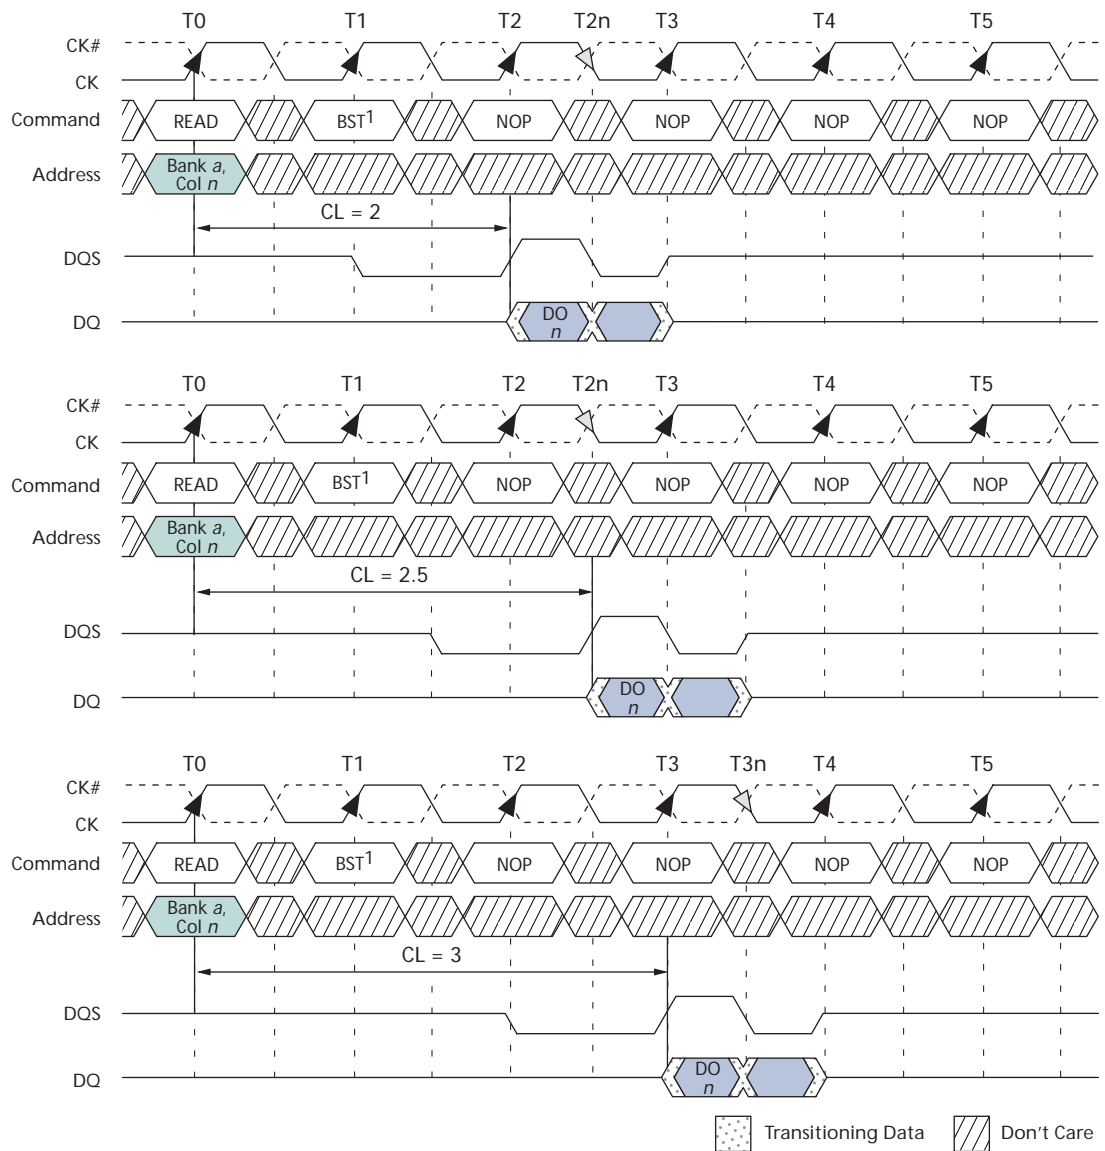 T0 T1 T2 T2n T3 T4 T5
CK#
CK
Command READ BST1 NOP NOP NOP NOP
Address Bank a,
Col n
CL = 2
DQS
DQ DO
n
T0 T1 T2 T2n T3 T4 T5
CK#
CK
Command READ BST1 NOP NOP NOP NOP
Address Bank a,
Col n
CL = 2.5
DQS
DQ DO
n
T0 T1 T2 T3 T3n T4 T5
CK#
CK
Command READ BST1 NOP NOP NOP NOP
Address Bank a,
Col n
CL = 3
DQS
DQ DO
n
Transitioning Data Don't Care